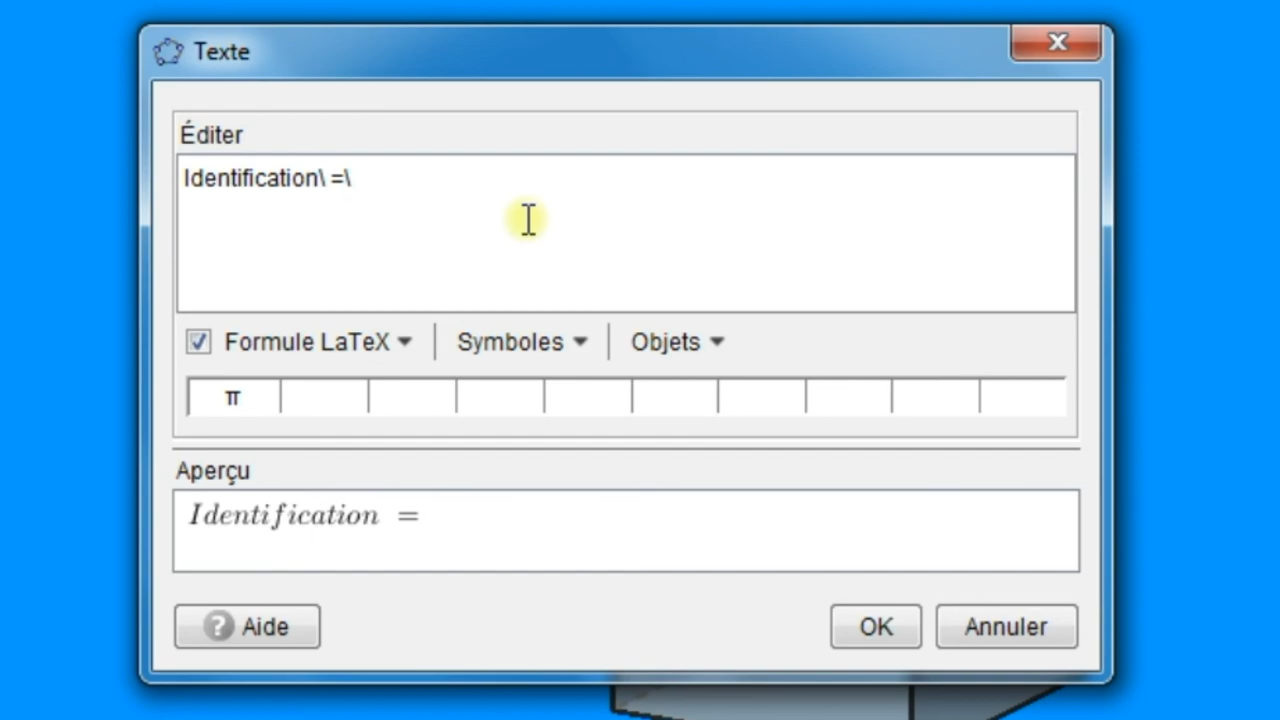 Texte
Éditer
Identification\ =\
Formule LaTeX Symboles Objets
π
Aperçu
Identification =
? Aide OK Annuler